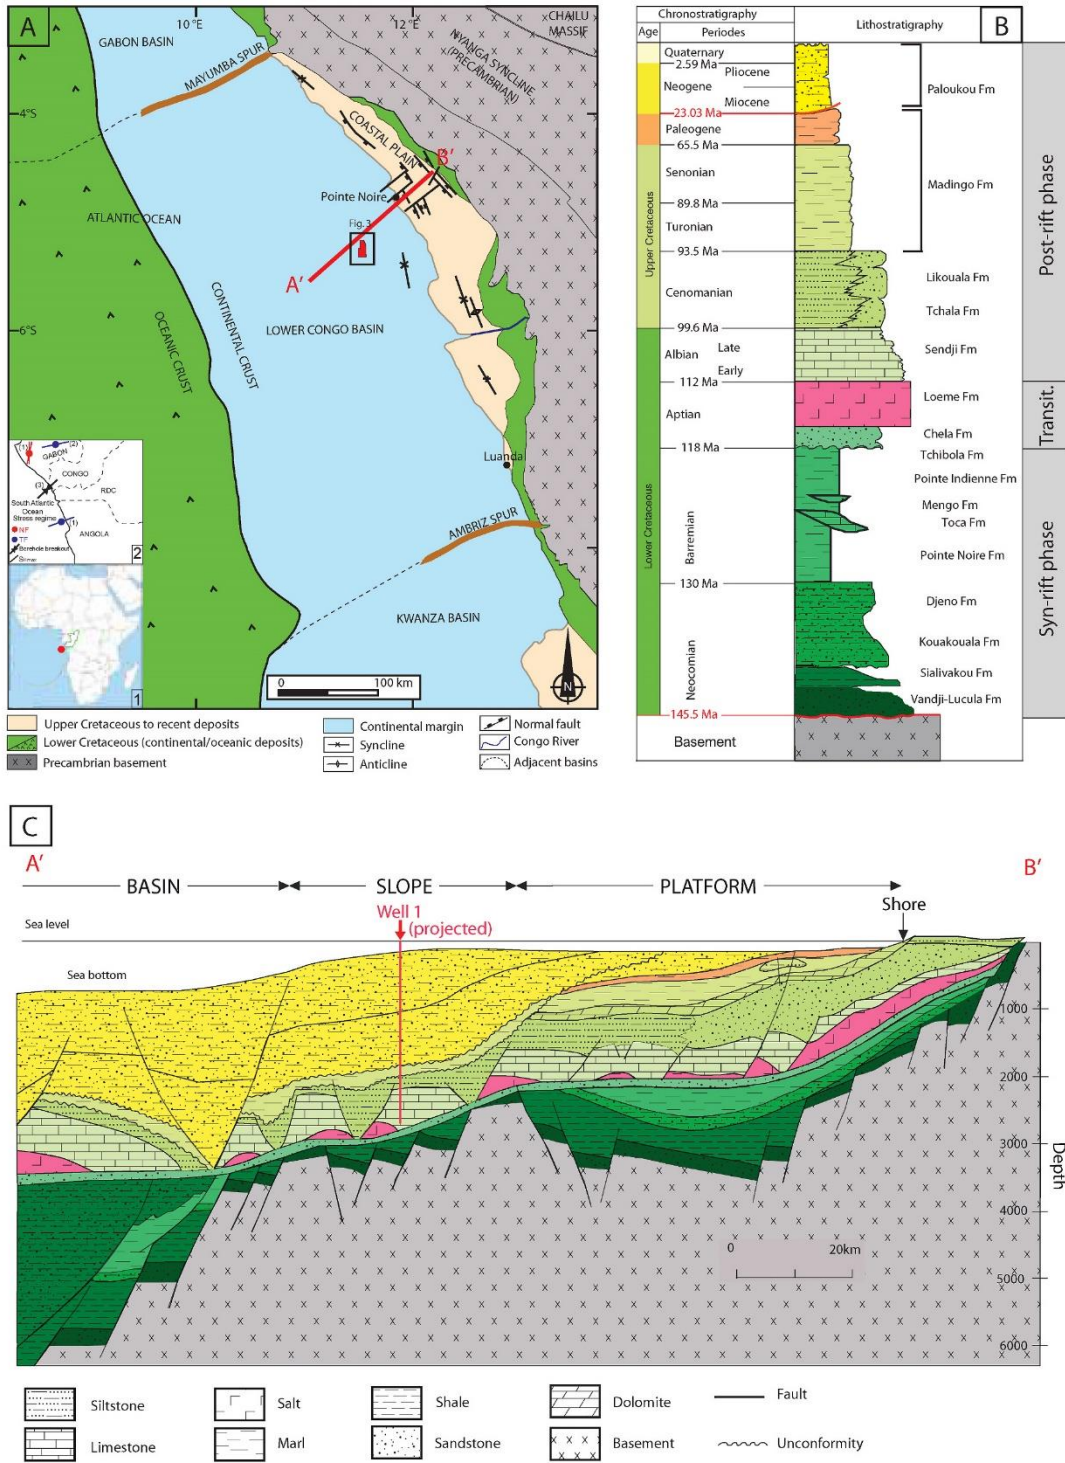 A
10°E
12°E
GABON BASIN
CHAILU
MASSIF
MAYUMBA SPUR
NYANGA SYNCLINE
(PRECAMBRIAN)
4°S
COASTAL PLAIN
B'
Pointe Noire
ATLANTIC OCEAN
Fig. 3
A'
CONTINENTAL CRUST
OCEANIC CRUST
LOWER CONGO BASIN
6°S
Luanda
AMBRIZ SPUR
KWANZA BASIN
(1)
(2)
GABON
CONGO
(3)
RDC
South Atlantic
Ocean
Stress regime
NF
TF
(1)
ANGOLA
Borehole breakout
2
1
0
100 km
N
Upper Cretaceous to recent deposits
Lower Cretaceous (continental/oceanic deposits)
Precambrian basement
Continental margin
Syncline
Anticline
Normal fault
Congo River
Adjacent basins
B
Chronostratigraphy
Lithostratigraphy
Age
Periodes
Quaternary
2.59 Ma
Pliocene
Neogene
Miocene
23.03 Ma
Paleogene
65.5 Ma
Senonian
89.8 Ma
Turonian
93.5 Ma
Cenomanian
99.6 Ma
Late
Albian
Early
112 Ma
Aptian
118 Ma
Barremian
130 Ma
Neocomian
145.5 Ma
Basement
Upper Cretaceous
Lower Cretaceous
Paloukou Fm
Madingo Fm
Likouala Fm
Tchala Fm
Sendji Fm
Loeme Fm
Chela Fm
Tchibola Fm
Pointe Indienne Fm
Mengo Fm
Toca Fm
Pointe Noire Fm
Djeno Fm
Kouakouala Fm
Sialivakou Fm
Vandji-Lucula Fm
Post-rift phase
Transit.
Syn-rift phase
C
A'
B'
BASIN
SLOPE
PLATFORM
Shore
Well 1
(projected)
Sea level
Sea bottom
1000
2000
3000
4000
5000
6000
Depth
0
20km
Siltstone
Salt
Shale
Dolomite
Fault
Limestone
Marl
Sandstone
Basement
Unconformity